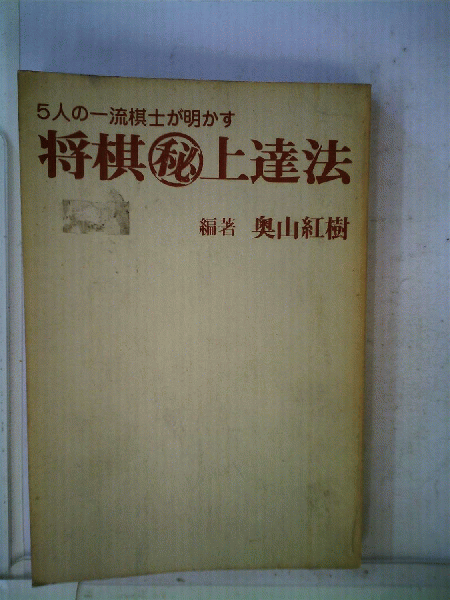 5人の一流棋士が明かす
将棋㊙上達法
編著 奥山紅樹